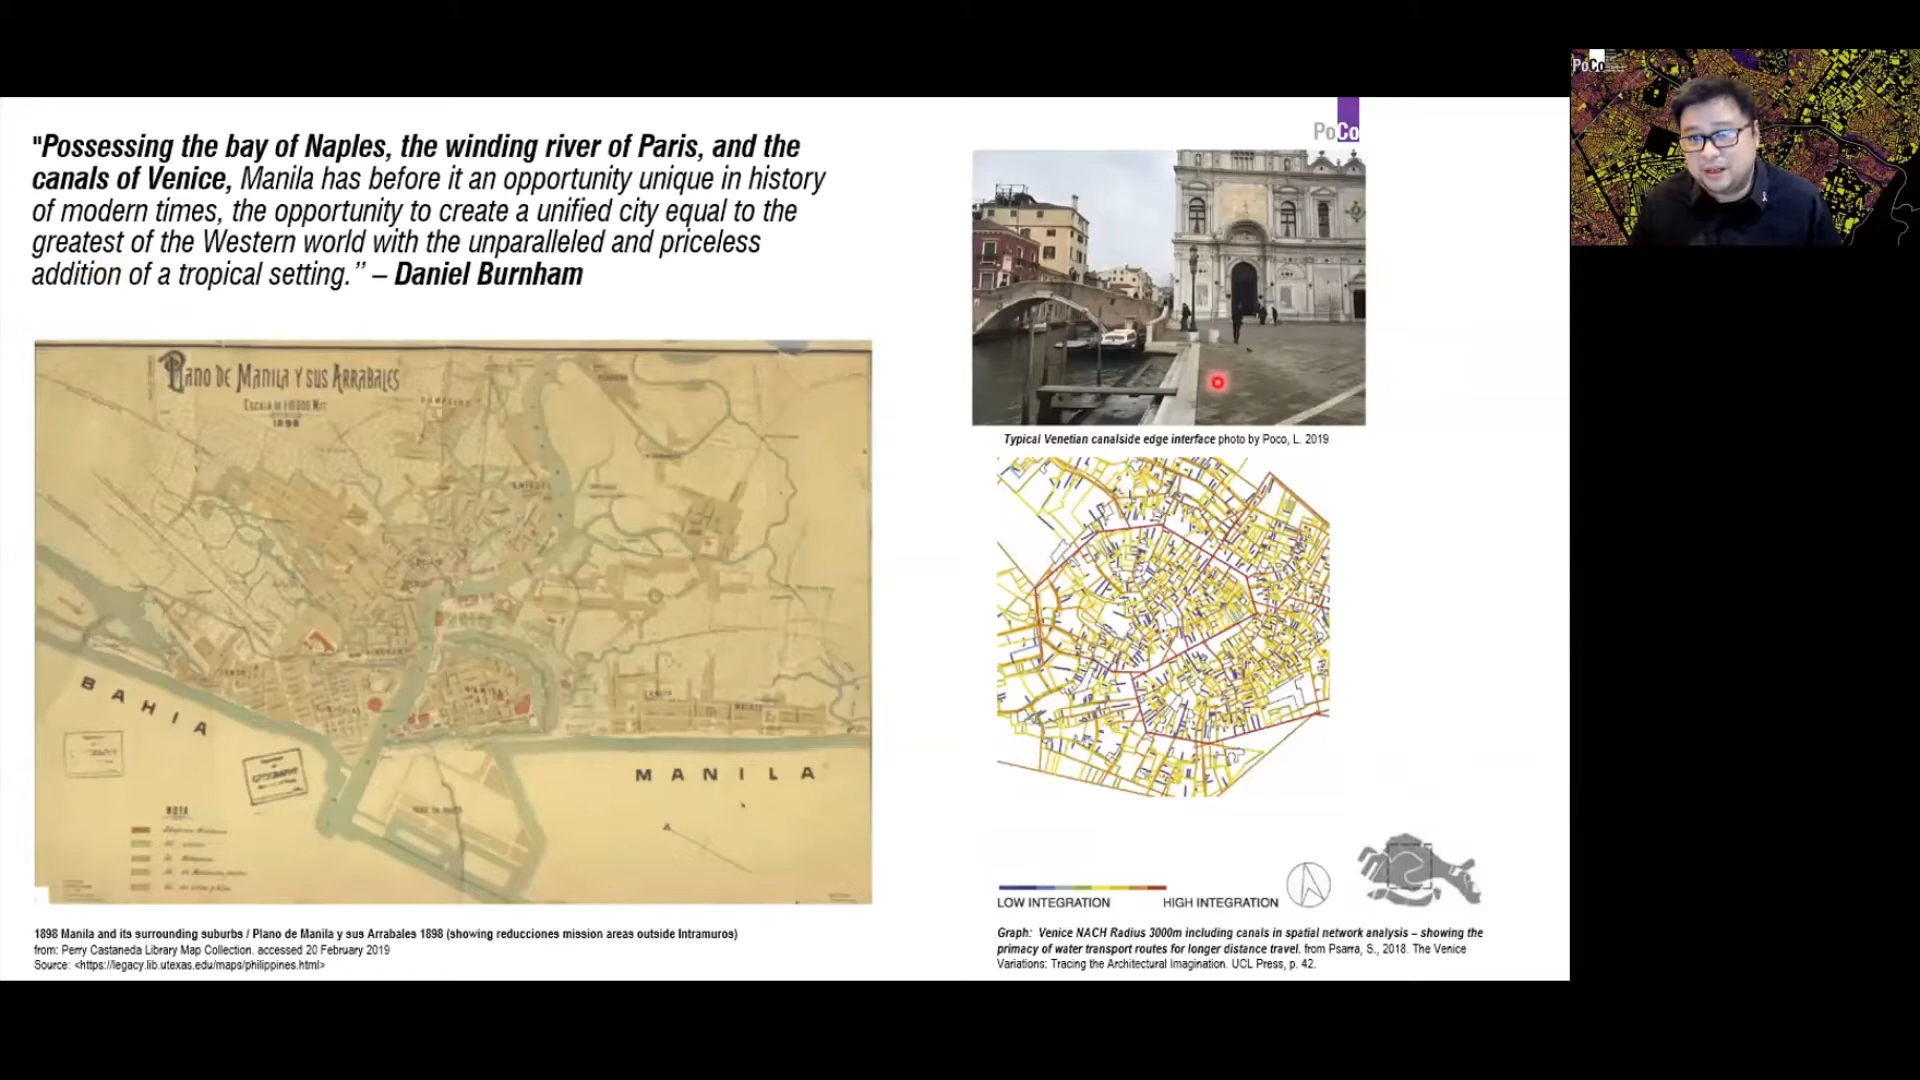 "Possessing the bay of Naples, the winding river of Paris, and the
canals of Venice, Manila has before it an opportunity unique in history
of modern times, the opportunity to create a unified city equal to the
greatest of the Western world with the unparalleled and priceless
addition of a tropical setting.” – Daniel Burnham
PLANO DE MANILA Y SUS ARRABALES
1898
BAHIA
MANILA
NOTA
1898 Manila and its surrounding suburbs / Plano de Manila y sus Arrabales 1898 (showing reducciones mission areas outside Intramuros)
from: Perry Castaneda Library Map Collection. accessed 20 February 2019
Source: <https://legacy.lib.utexas.edu/maps/philippines.html>
PoCo
Typical Venetian canalside edge interface photo by Poco, L. 2019
LOW INTEGRATION
HIGH INTEGRATION
Graph: Venice NACH Radius 3000m including canals in spatial network analysis – showing the
primacy of water transport routes for longer distance travel. from Psarra, S., 2018. The Venice
Variations: Tracing the Architectural Imagination. UCL Press, p. 42.
PoCo